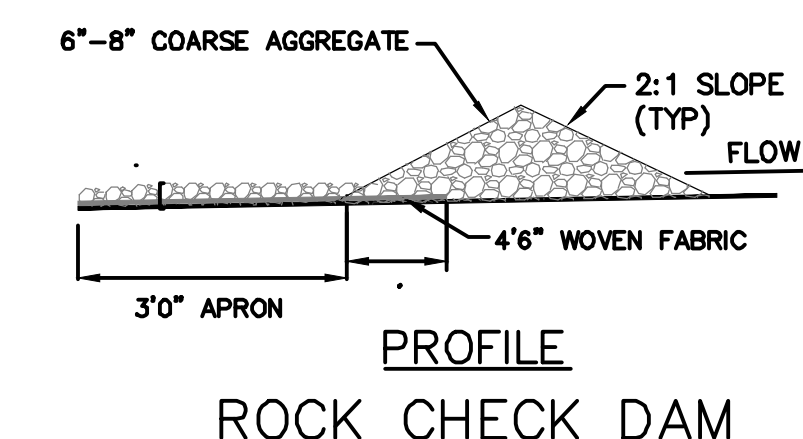 6"-8" COARSE AGGREGATE
2:1 SLOPE
(TYP)
FLOW
4'6" WOVEN FABRIC
3'0" APRON
PROFILE
ROCK CHECK DAM